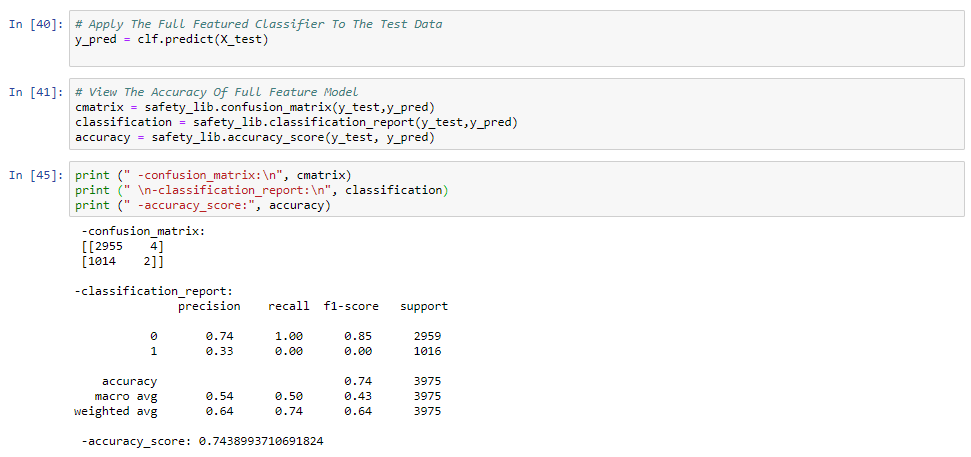 In [40]: # Apply The Full Featured Classifier To The Test Data
y_pred = clf.predict(X_test)
In [41]: # View The Accuracy Of Full Feature Model
cmatrix = safety_lib.confusion_matrix(y_test,y_pred)
classification = safety_lib.classification_report(y_test,y_pred)
accuracy = safety_lib.accuracy_score(y_test, y_pred)
In [45]: print (" -confusion_matrix:\n", cmatrix)
print (" \n-classification_report:\n", classification)
print (" -accuracy_score:", accuracy)
-confusion_matrix:
[[2955    4]
[1014    2]]
-classification_report:
precision    recall  f1-score   support
0       0.74      1.00      0.85      2959
1       0.33      0.00      0.00      1016
accuracy                           0.74      3975
macro avg       0.54      0.50      0.43      3975
weighted avg       0.64      0.74      0.64      3975
-accuracy_score: 0.7438993710691824